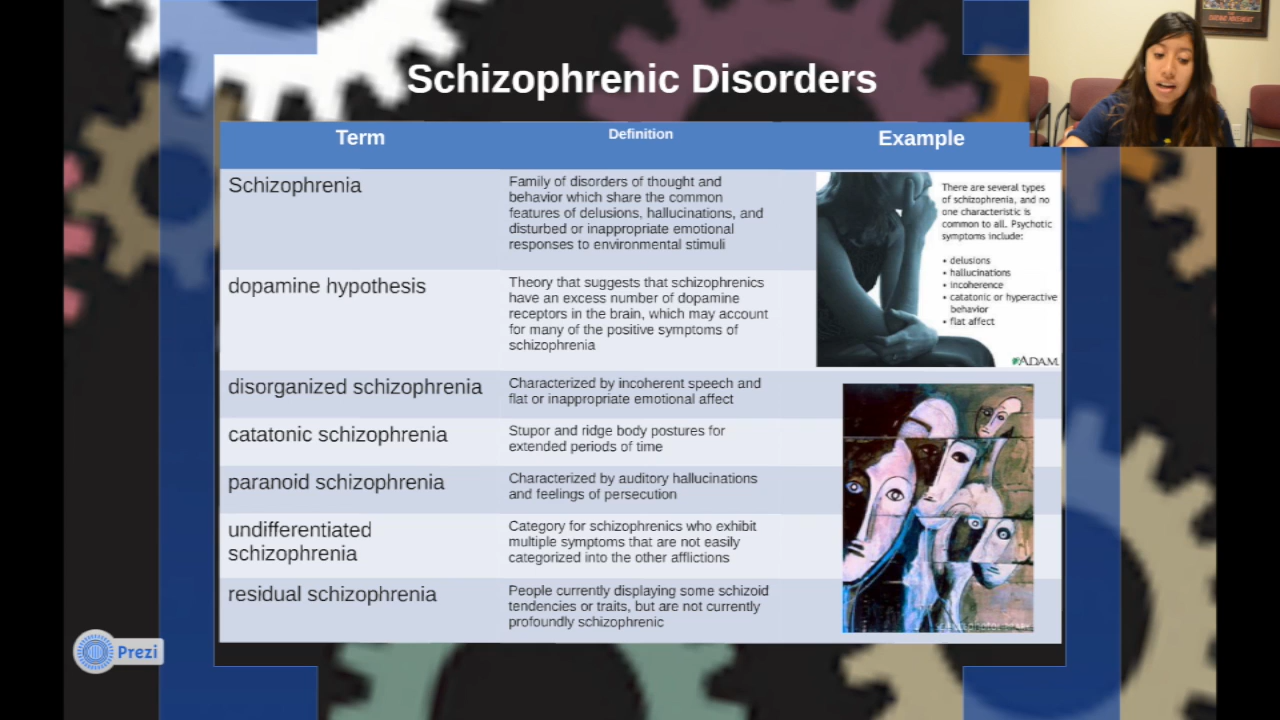 Schizophrenic Disorders
Term
Definition
Example
Schizophrenia
Family of disorders of thought and
behavior which share the common
features of delusions, hallucinations, and
disturbed or inappropriate emotional
responses to environmental stimuli
There are several types
of schizophrenia, and no
one characteristic is
common to all. Psychotic
symptoms include:
• delusions
• hallucinations
• incoherence
• catatonic or hyperactive
behavior
• flat affect
ADAM.
dopamine hypothesis
Theory that suggests that schizophrenics
have an excess number of dopamine
receptors in the brain, which may account
for many of the positive symptoms of
schizophrenia
disorganized schizophrenia
Characterized by incoherent speech and
flat or inappropriate emotional affect
catatonic schizophrenia
Stupor and ridge body postures for
extended periods of time
paranoid schizophrenia
Characterized by auditory hallucinations
and feelings of persecution
undifferentiated
schizophrenia
Category for schizophrenics who exhibit
multiple symptoms that are not easily
categorized into the other afflictions
residual schizophrenia
People currently displaying some schizoid
tendencies or traits, but are not currently
profoundly schizophrenic
Prezi